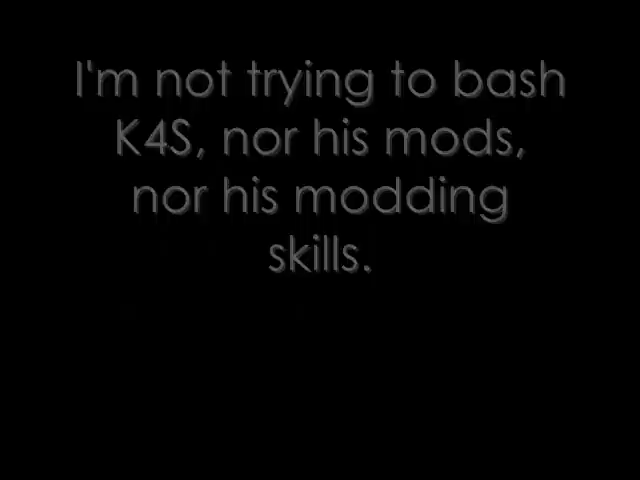 I'm not trying to bash
K4S, nor his mods,
nor his modding
skills.